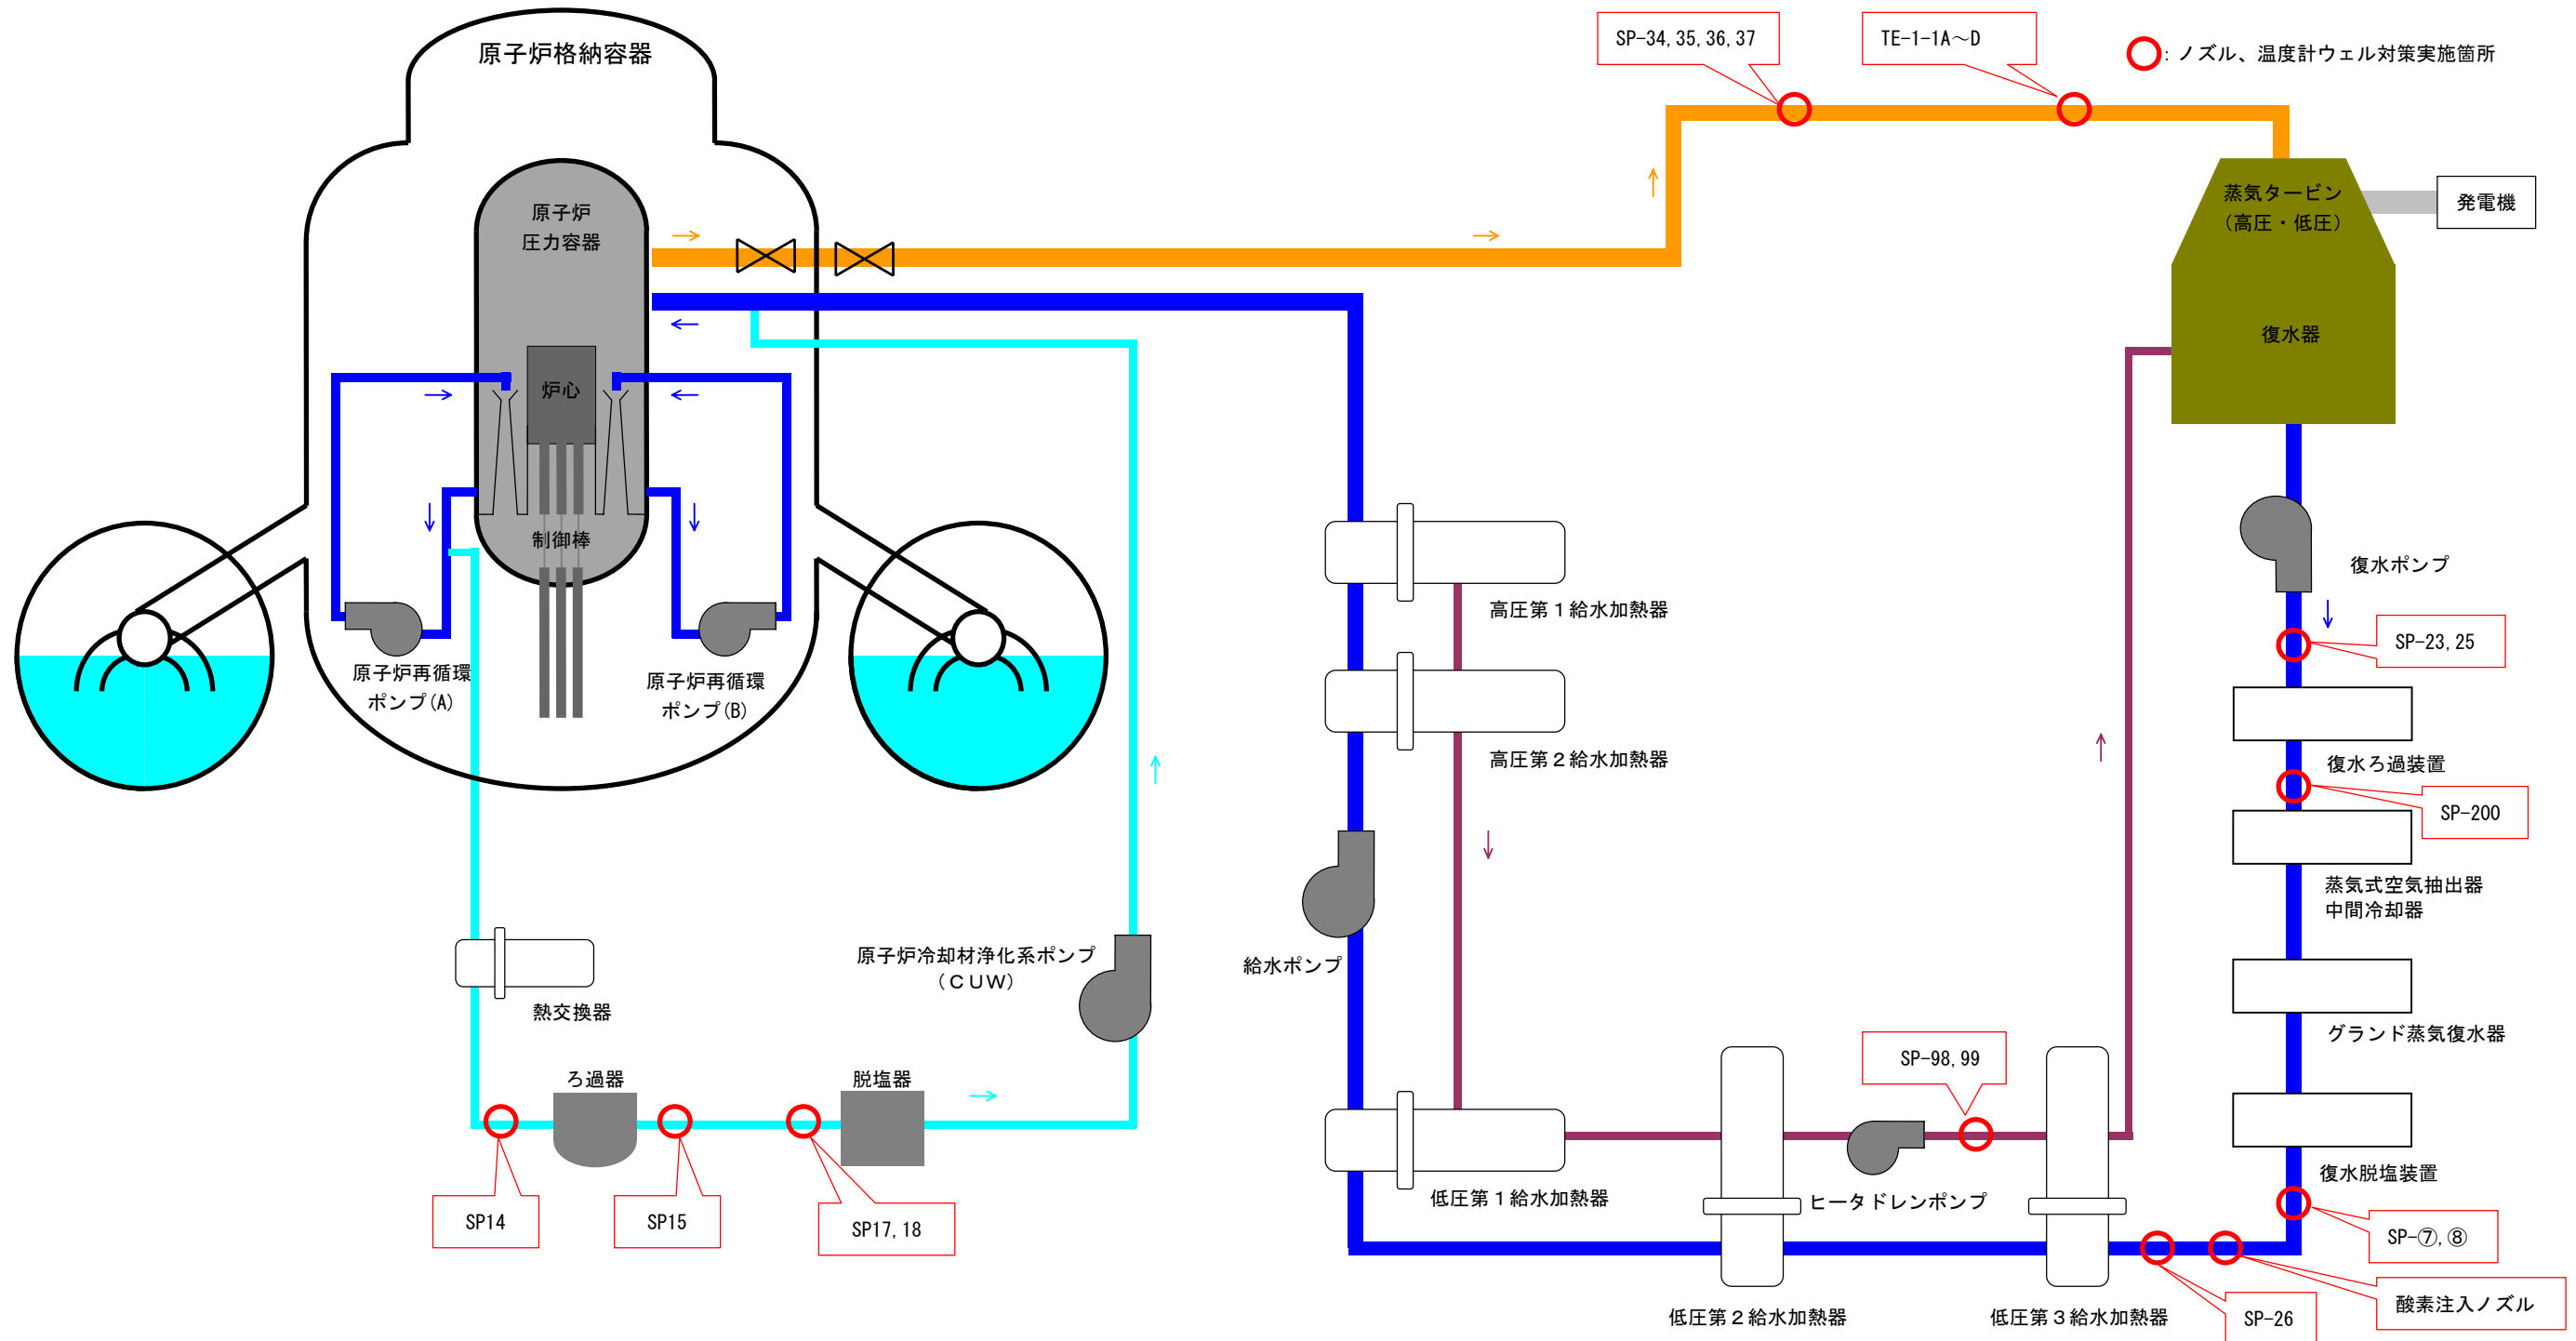 原子炉格納容器
SP-34, 35, 36, 37
TE-1-1A～D
：ノズル、温度計ウェル対策実施箇所
原子炉
圧力容器
蒸気タービン
（高圧・低圧）
発電機
復水器
炉心
制御棒
復水ポンプ
高圧第１給水加熱器
SP-23, 25
原子炉再循環
ポンプ(A)
原子炉再循環
ポンプ(B)
高圧第２給水加熱器
復水ろ過装置
SP-200
蒸気式空気抽出器
中間冷却器
原子炉冷却材浄化系ポンプ
（ＣＵＷ）
給水ポンプ
熱交換器
グランド蒸気復水器
ろ過器
脱塩器
SP-98, 99
復水脱塩装置
低圧第１給水加熱器
ヒータドレンポンプ
SP14
SP15
SP17, 18
SP-⑦, ⑧
低圧第２給水加熱器
低圧第３給水加熱器
SP-26
酸素注入ノズル